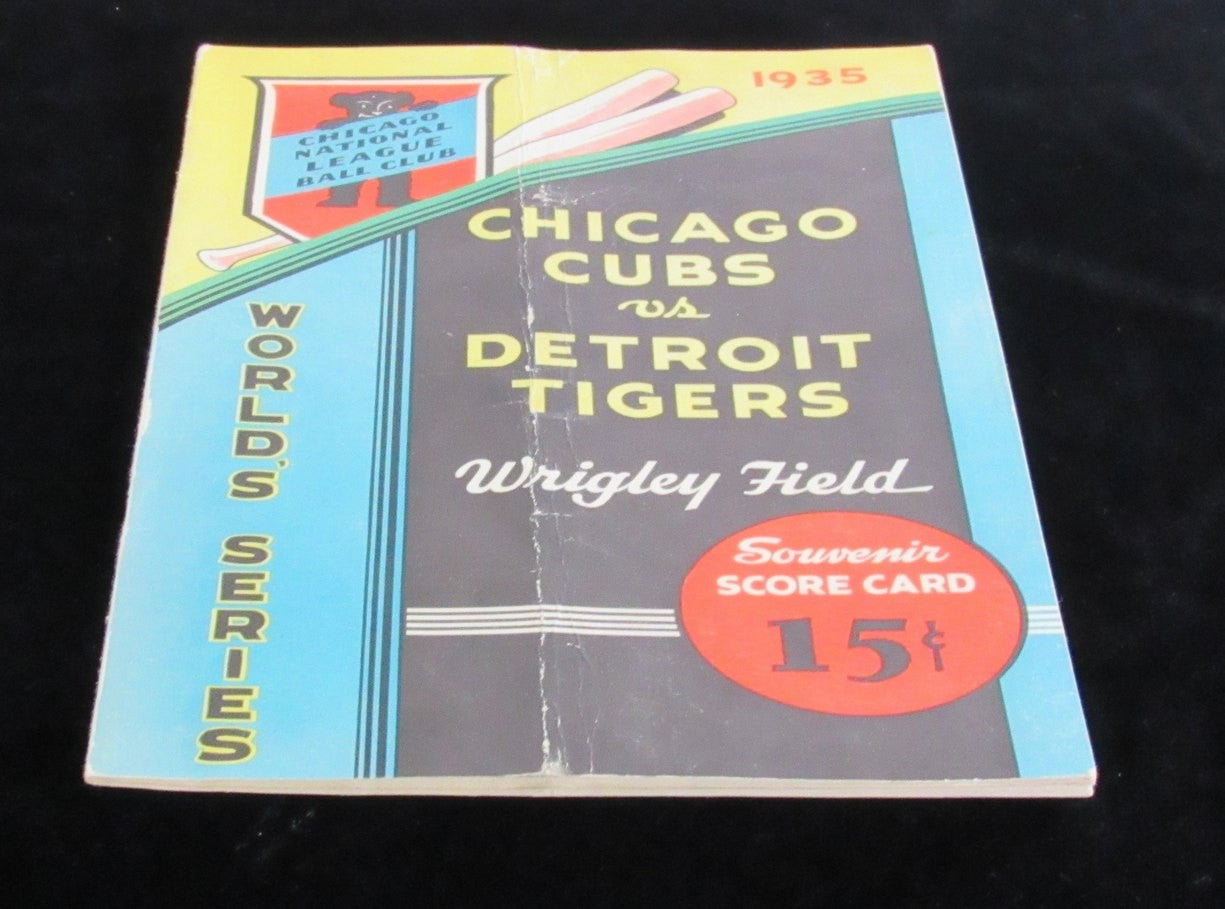 1935
CHICAGO
NATIONAL
LEAGUE
BALL CLUB
CHICAGO
CUBS
vs
DETROIT
TIGERS
Wrigley Field
WORLD'S SERIES
Souvenir
SCORE CARD
15¢